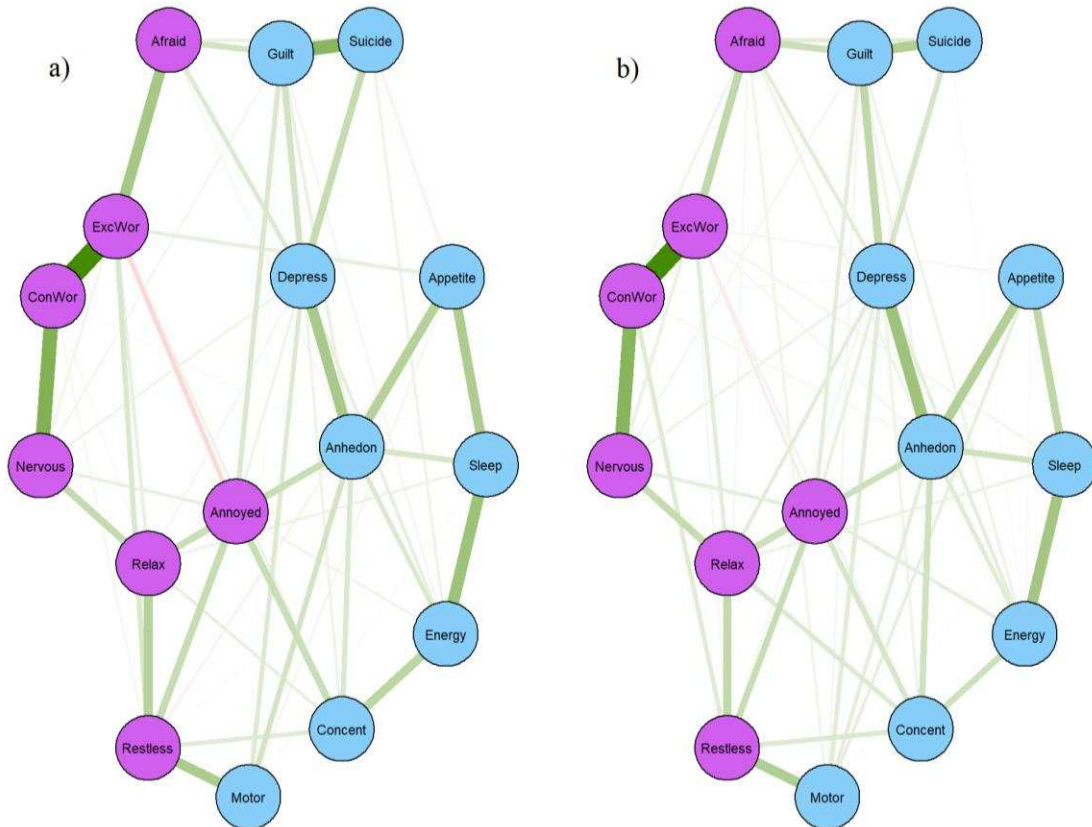 a)
Afraid
Guilt
Suicide
ExcWor
ConWor
Depress
Appetite
Nervous
Anhedon
Sleep
Annoyed
Relax
Energy
Restless
Concent
Motor
b)
Afraid
Guilt
Suicide
ExcWor
ConWor
Depress
Appetite
Nervous
Anhedon
Sleep
Annoyed
Relax
Energy
Restless
Concent
Motor